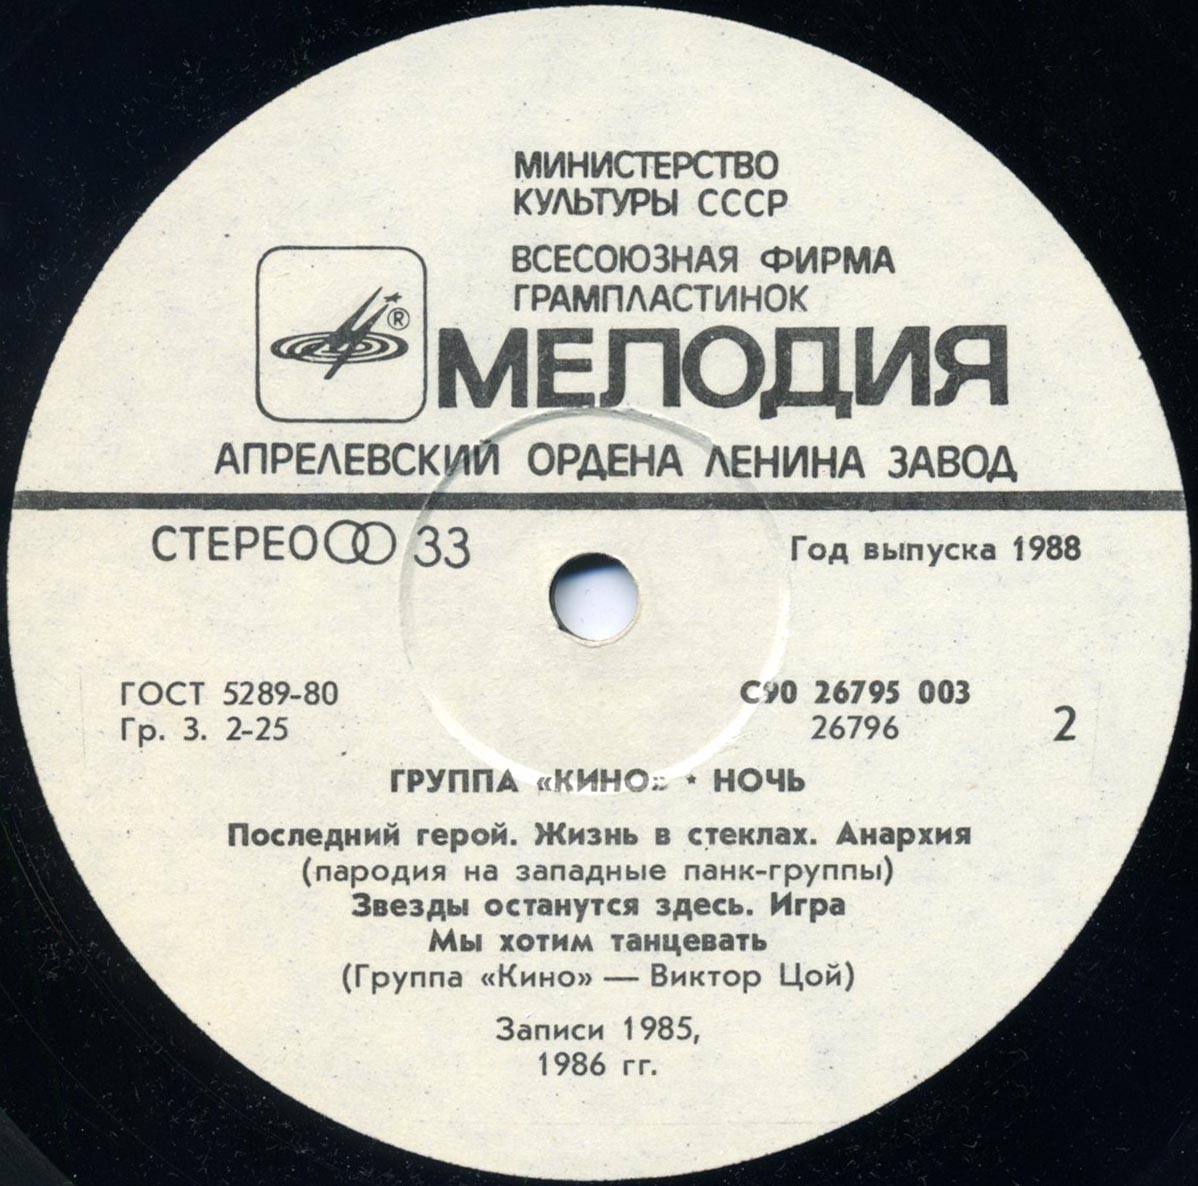 МИНИСТЕРСТВО
КУЛЬТУРЫ СССР
ВСЕСОЮЗНАЯ ФИРМА
ГРАМПЛАСТИНОК
®
МЕЛОДИЯ
АПРЕЛЕВСКИЙ ОРДЕНА ЛЕНИНА ЗАВОД
СТЕРЕО 33
Год выпуска 1988
ГОСТ 5289-80
Гр. 3. 2-25
С90 26795 003
26796
2
ГРУППА «КИНО» * НОЧЬ
Последний герой. Жизнь в стеклах. Анархия
(пародия на западные панк-группы)
Звезды останутся здесь. Игра
Мы хотим танцевать
(Группа «Кино» — Виктор Цой)
Записи 1985,
1986 гг.